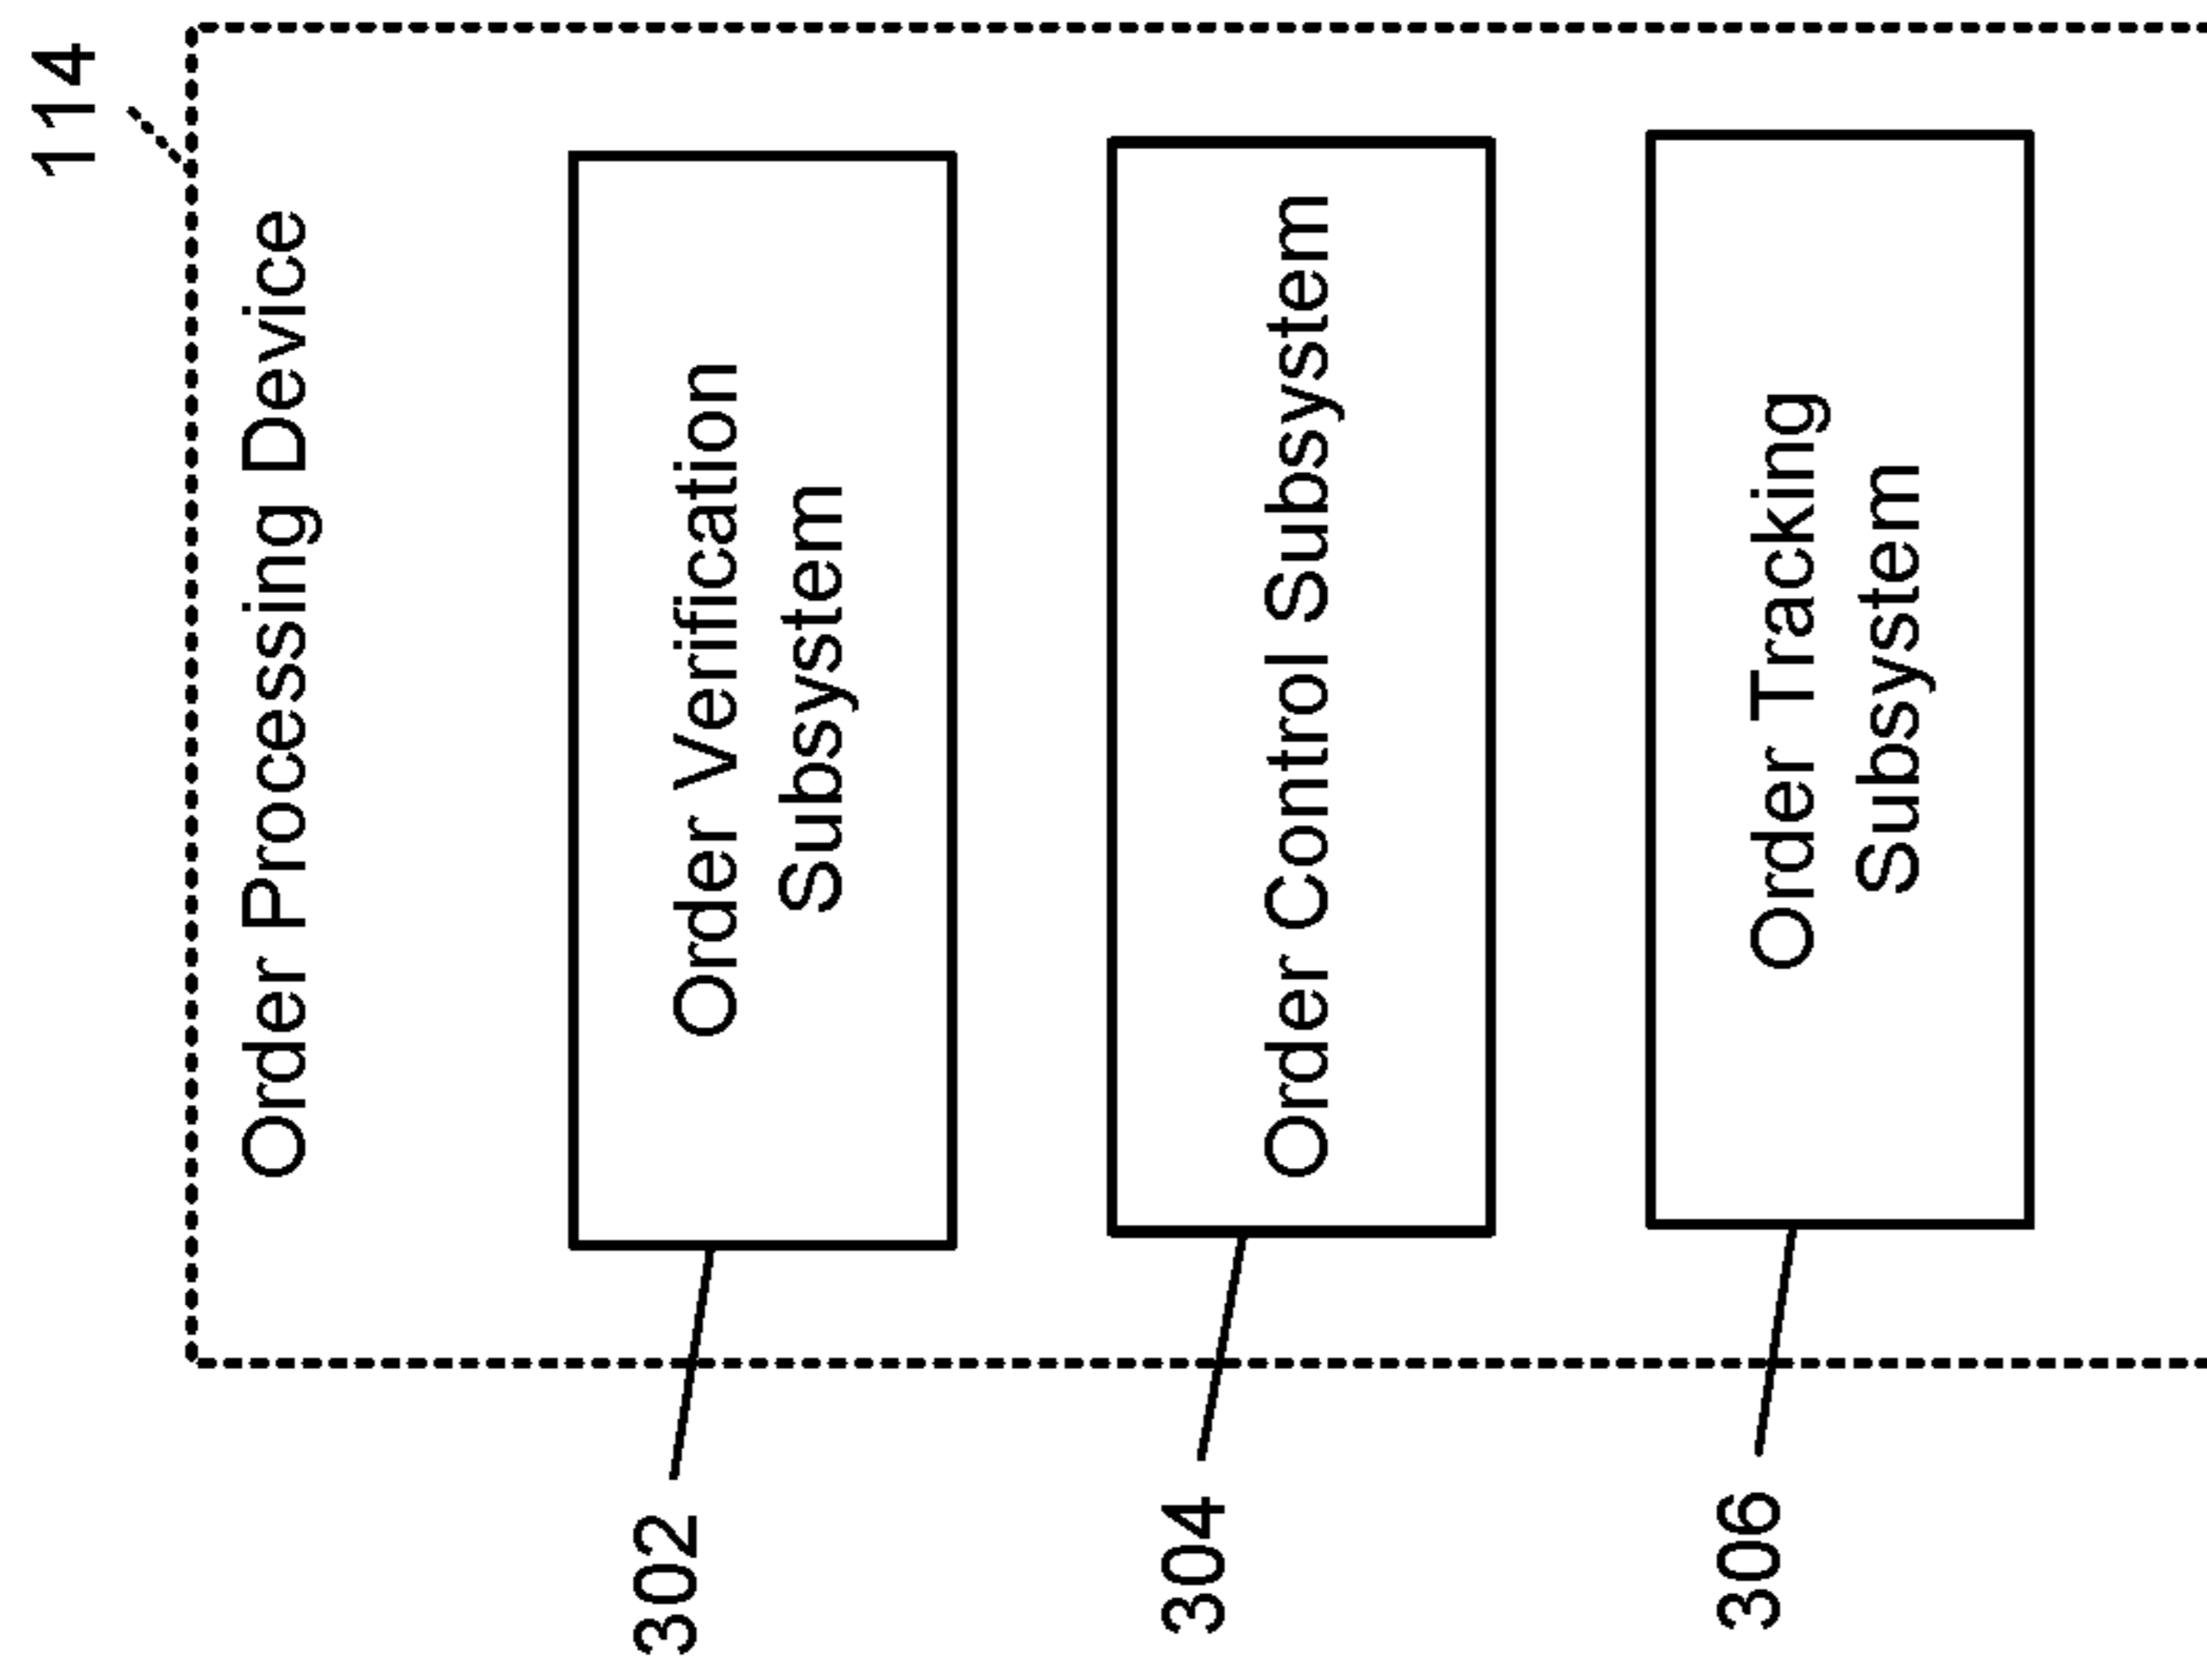 114
Order Processing Device
302
Order Verification
Subsystem
304
Order Control Subsystem
306
Order Tracking
Subsystem